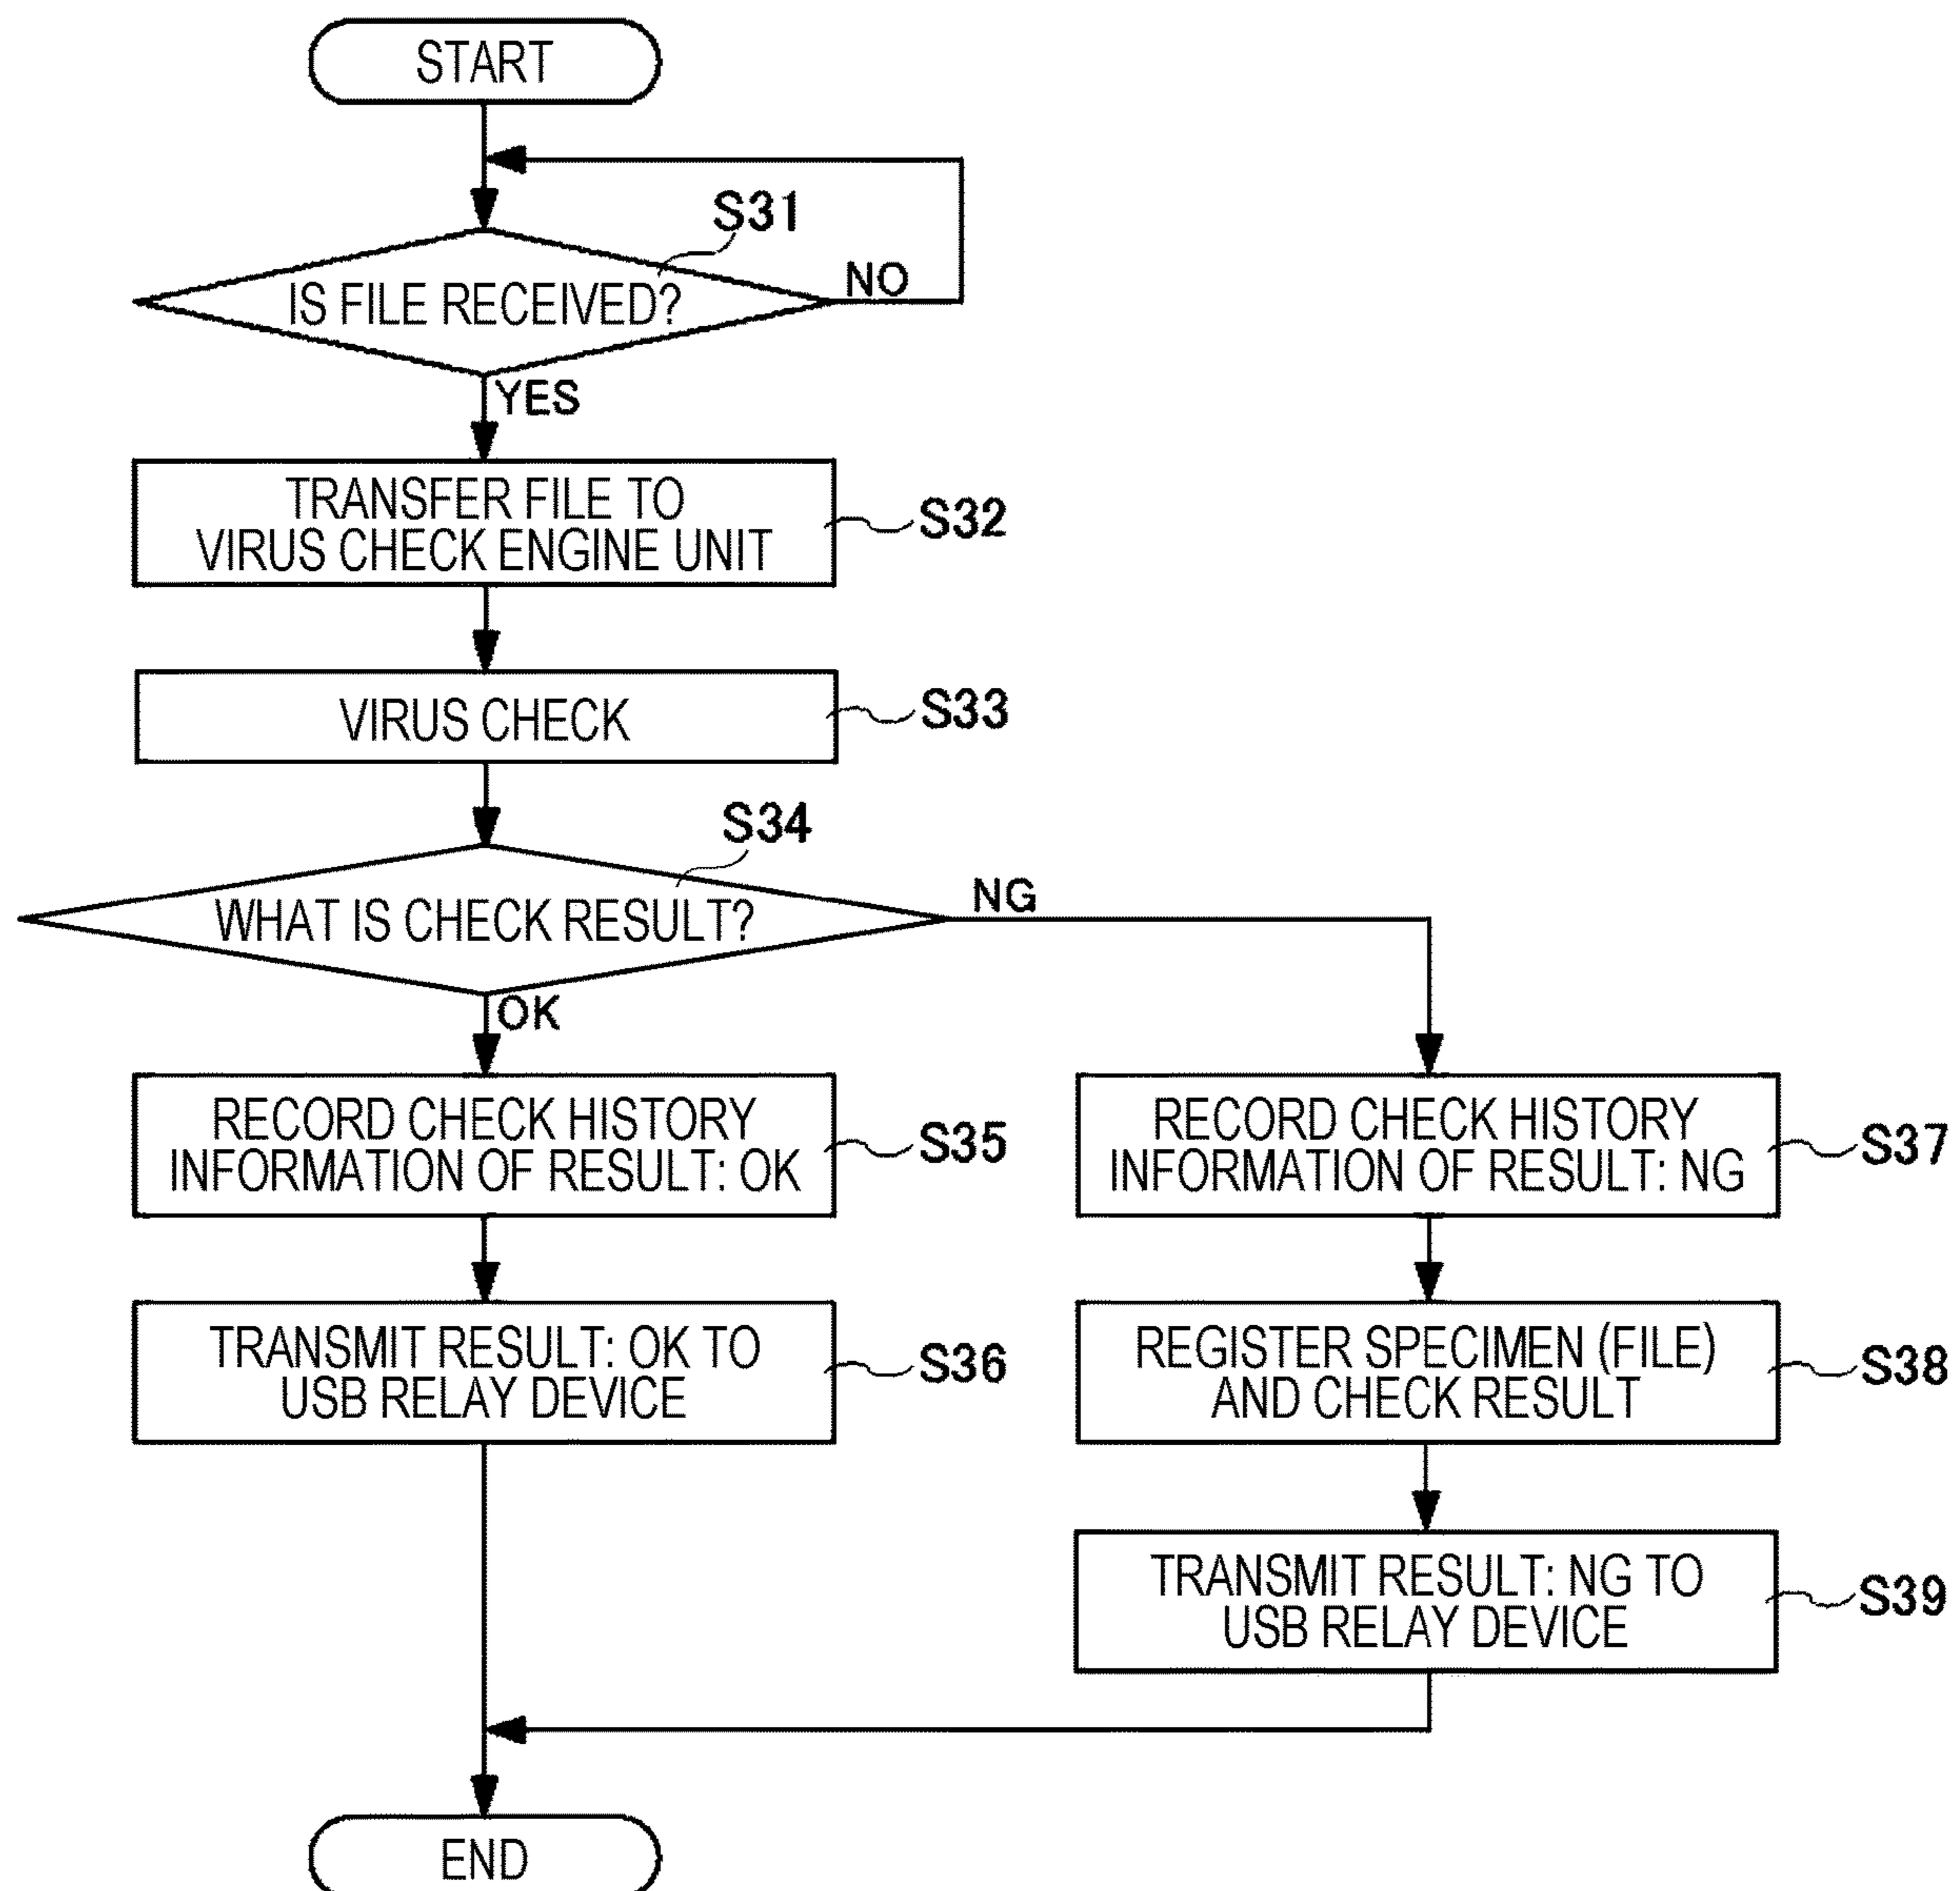 START
S31
IS FILE RECEIVED?
NO
YES
TRANSFER FILE TO
VIRUS CHECK ENGINE UNIT
S32
VIRUS CHECK
S33
S34
WHAT IS CHECK RESULT?
NG
OK
RECORD CHECK HISTORY
INFORMATION OF RESULT: OK
S35
RECORD CHECK HISTORY
INFORMATION OF RESULT: NG
S37
TRANSMIT RESULT: OK TO
USB RELAY DEVICE
S36
REGISTER SPECIMEN (FILE)
AND CHECK RESULT
S38
TRANSMIT RESULT: NG TO
USB RELAY DEVICE
S39
END